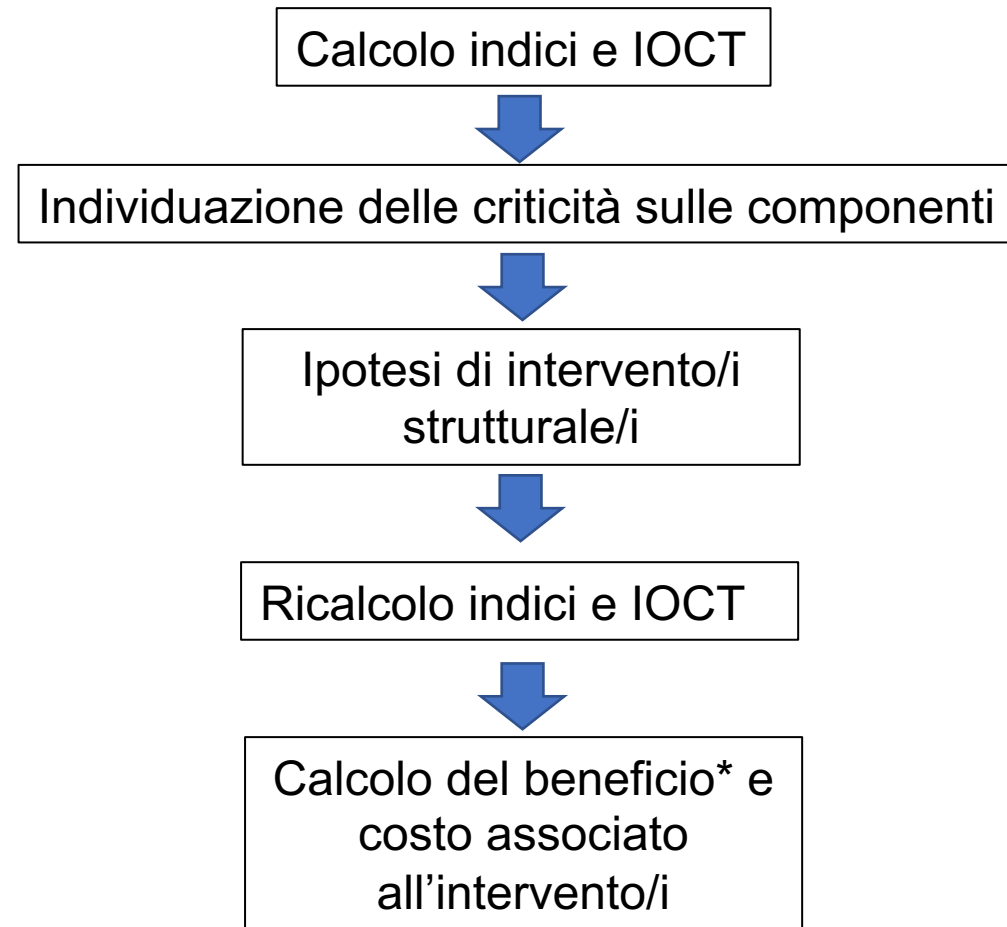 Calcolo indici e IOCT
Individuazione delle criticità sulle componenti
Ipotesi di intervento/i
strutturale/i
Ricalcolo indici e IOCT
Calcolo del beneficio* e
costo associato
all’intervento/i